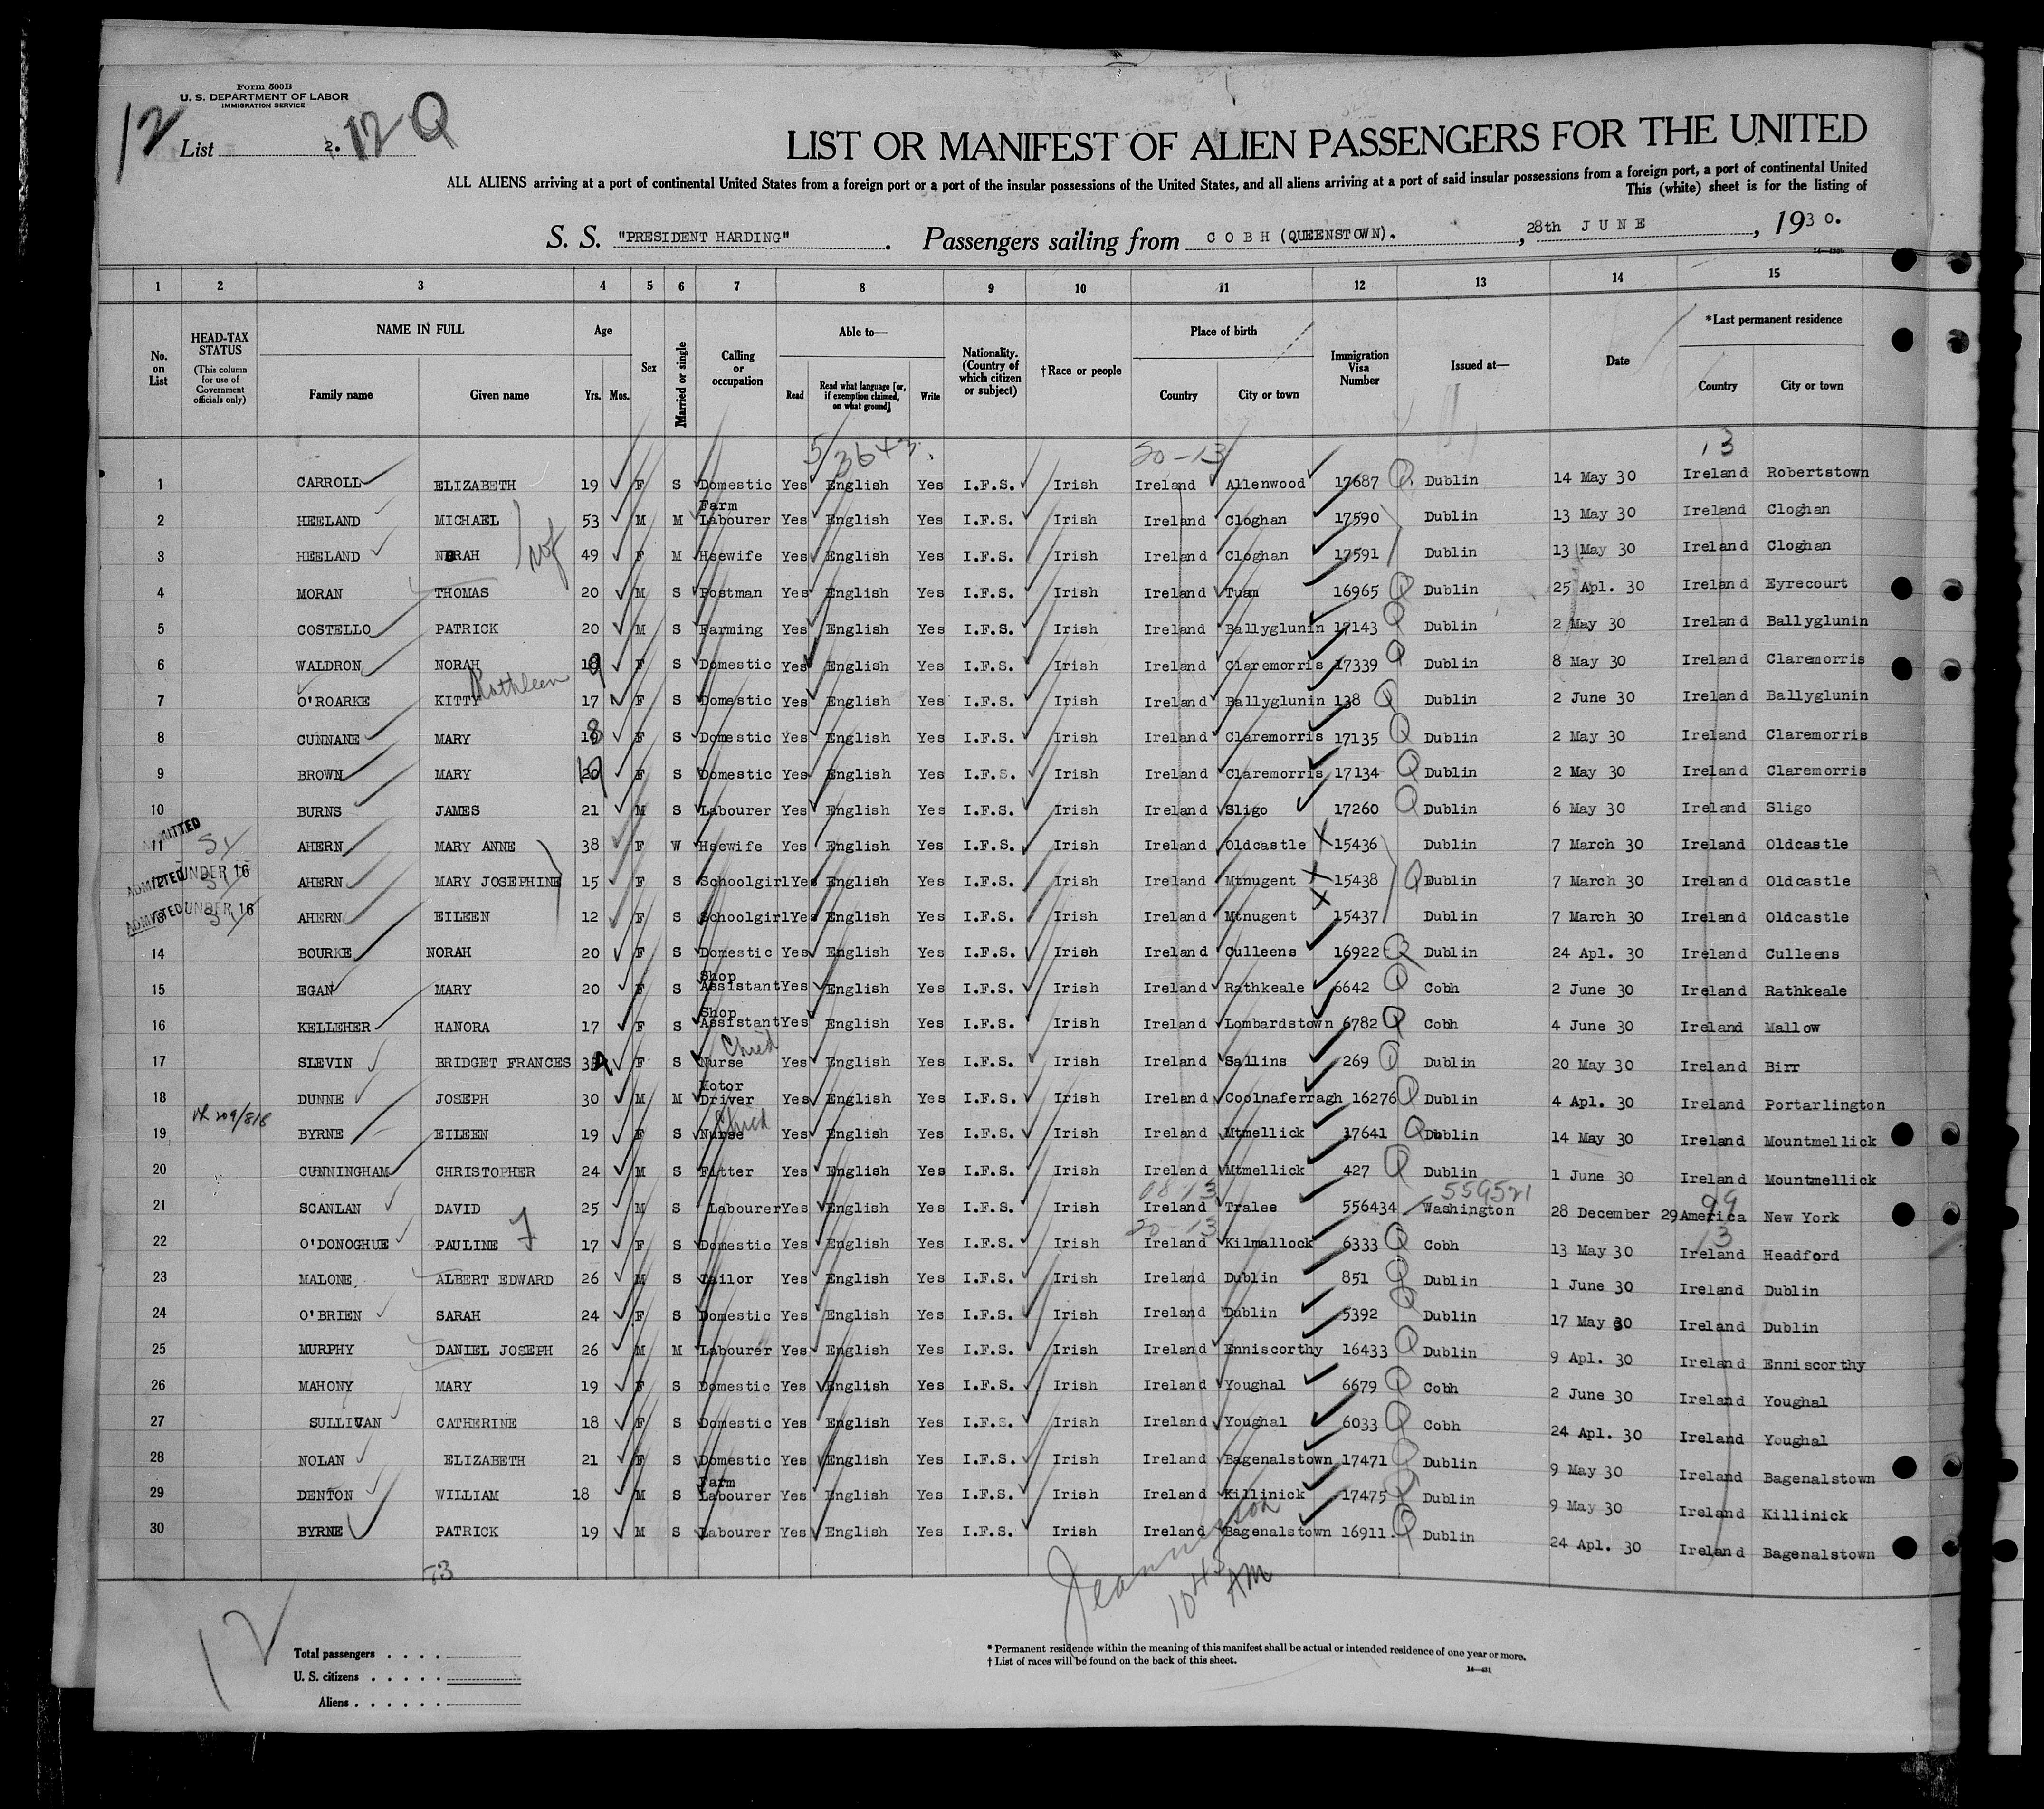 Form 500B
U. S. DEPARTMENT OF LABOR
IMMIGRATION SERVICE
12 List 2. 12 Q
LIST OR MANIFEST OF ALIEN PASSENGERS FOR THE UNITED
ALL ALIENS arriving at a port of continental United States from a foreign port or a port of the insular possessions of the United States, and all aliens arriving at a port of said insular possessions from a foreign port, a port of continental United
This (white) sheet is for the listing of
S. S. "PRESIDENT HARDING" . Passengers sailing from COBH (QUEENSTOWN). , 28th JUNE , 1930.
1 2 3 4 5 6 7 8 9 10 11 12 13 14 15
No. on List
HEAD-TAX STATUS (This column for use of Government officials only)
NAME IN FULL Family name Given name
Age Yrs. Mos.
Sex
Married or single
Calling or occupation
Able to— Read Read what language [or, if exemption claimed, on what ground] Write
Nationality. (Country of which citizen or subject)
†Race or people
Place of birth Country City or town
Immigration Visa Number
Issued at—
Date
*Last permanent residence Country City or town
5/3643. 20-13 13
1 CARROLL ELIZABETH 19 F S Domestic Yes English Yes I.F.S. Irish Ireland Allenwood 17687 Q Dublin 14 May 30 Ireland Robertstown
2 HEELAND MICHAEL 53 M M Farm Labourer Yes English Yes I.F.S. Irish Ireland Cloghan 17590 Dublin 13 May 30 Ireland Cloghan
3 HEELAND NORAH 49 F M Hsewife Yes English Yes I.F.S. Irish Ireland Cloghan 17591 Dublin 13 May 30 Ireland Cloghan
4 MORAN THOMAS 20 M S Postman Yes English Yes I.F.S. Irish Ireland Tuam 16965 Q Dublin 25 Apl. 30 Ireland Eyrecourt
5 COSTELLO PATRICK 20 M S Farming Yes English Yes I.F.S. Irish Ireland Ballyglunin 17143 Q Dublin 2 May 30 Ireland Ballyglunin
6 WALDRON NORAH 19 F S Domestic Yes English Yes I.F.S. Irish Ireland Claremorris 17339 Q Dublin 8 May 30 Ireland Claremorris
7 O'ROARKE KITTY Kathleen 17 F S Domestic Yes English Yes I.F.S. Irish Ireland Ballyglunin 138 Q Dublin 2 June 30 Ireland Ballyglunin
8 CUNNANE MARY 18 F S Domestic Yes English Yes I.F.S. Irish Ireland Claremorris 17135 Q Dublin 2 May 30 Ireland Claremorris
9 BROWN MARY 20 19 F S Domestic Yes English Yes I.F.S. Irish Ireland Claremorris 17134 Q Dublin 2 May 30 Ireland Claremorris
10 BURNS JAMES 21 M S Labourer Yes English Yes I.F.S. Irish Ireland Sligo 17260 Q Dublin 6 May 30 Ireland Sligo
ADMITTED
11 AHERN MARY ANNE 38 F W Hsewife Yes English Yes I.F.S. Irish Ireland Oldcastle X 15436 Dublin 7 March 30 Ireland Oldcastle
ADMITTED UNDER 16
12 AHERN MARY JOSEPHINE 15 F S Schoolgirl Yes English Yes I.F.S. Irish Ireland Mtnugent X 15438 Q Dublin 7 March 30 Ireland Oldcastle
ADMITTED UNDER 16
13 AHERN EILEEN 12 F S Schoolgirl Yes English Yes I.F.S. Irish Ireland Mtnugent X 15437 Dublin 7 March 30 Ireland Oldcastle
14 BOURKE NORAH 20 F S Domestic Yes English Yes I.F.S. Irish Ireland Culleens 16922 Q Dublin 24 Apl. 30 Ireland Culleens
15 EGAN MARY 20 F S Shop Assistant Yes English Yes I.F.S. Irish Ireland Rathkeale 6642 Q Cobh 2 June 30 Ireland Rathkeale
16 KELLEHER HANORA 17 F S Shop Assistant Yes English Yes I.F.S. Irish Ireland Lombardstown 6782 Q Cobh 4 June 30 Ireland Mallow
17 SLEVIN BRIDGET FRANCES 34 F S Nurse Yes English Yes I.F.S. Irish Ireland Sallins 269 Q Dublin 20 May 30 Ireland Birr
18 DUNNE JOSEPH 30 M M Motor Driver Yes English Yes I.F.S. Irish Ireland Coolnaferragh 16276 Q Dublin 4 Apl. 30 Ireland Portarlington
19 BYRNE EILEEN 19 F S Nurse Yes English Yes I.F.S. Irish Ireland Mtmellick 17641 Q Dublin 14 May 30 Ireland Mountmellick
20 CUNNINGHAM CHRISTOPHER 24 M S Fitter Yes English Yes I.F.S. Irish Ireland Mtmellick 427 Q Dublin 1 June 30 Ireland Mountmellick
559521
21 SCANLAN DAVID 25 M S Labourer Yes English Yes I.F.S. Irish Ireland Tralee 556434 Washington 28 December 29 America 99 New York
20-13 13
22 O'DONOGHUE PAULINE 17 F S Domestic Yes English Yes I.F.S. Irish Ireland Kilmallock 6333 Q Cobh 13 May 30 Ireland Headford
23 MALONE ALBERT EDWARD 26 M S Tailor Yes English Yes I.F.S. Irish Ireland Dublin 851 Q Dublin 1 June 30 Ireland Dublin
24 O'BRIEN SARAH 24 F S Domestic Yes English Yes I.F.S. Irish Ireland Dublin 5392 Q Dublin 17 May 30 Ireland Dublin
25 MURPHY DANIEL JOSEPH 26 M M Labourer Yes English Yes I.F.S. Irish Ireland Enniscorthy 16433 Q Dublin 9 Apl. 30 Ireland Enniscorthy
26 MAHONY MARY 19 F S Domestic Yes English Yes I.F.S. Irish Ireland Youghal 6679 Q Cobh 2 June 30 Ireland Youghal
27 SULLIVAN CATHERINE 18 F S Domestic Yes English Yes I.F.S. Irish Ireland Youghal 6033 Q Cobh 24 Apl. 30 Ireland Youghal
28 NOLAN ELIZABETH 21 F S Domestic Yes English Yes I.F.S. Irish Ireland Bagenalstown 17471 Q Dublin 9 May 30 Ireland Bagenalstown
29 DENTON WILLIAM 18 M S Farm Labourer Yes English Yes I.F.S. Irish Ireland Killinick 17475 Q Dublin 9 May 30 Ireland Killinick
30 BYRNE PATRICK 19 M S Labourer Yes English Yes I.F.S. Irish Ireland Bagenalstown 16911. Q Dublin 24 Apl. 30 Ireland Bagenalstown
73
1045 AM
12
Total passengers . . . .
U. S. citizens . . . . .
Aliens . . . . . .
* Permanent residence within the meaning of this manifest shall be actual or intended residence of one year or more.
† List of races will be found on the back of this sheet.
14—431